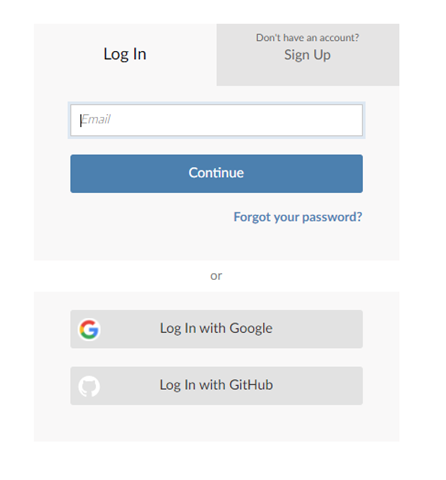 Log In
Don't have an account?
Sign Up
Email
Continue
Forgot your password?
or
Log In with Google
Log In with GitHub